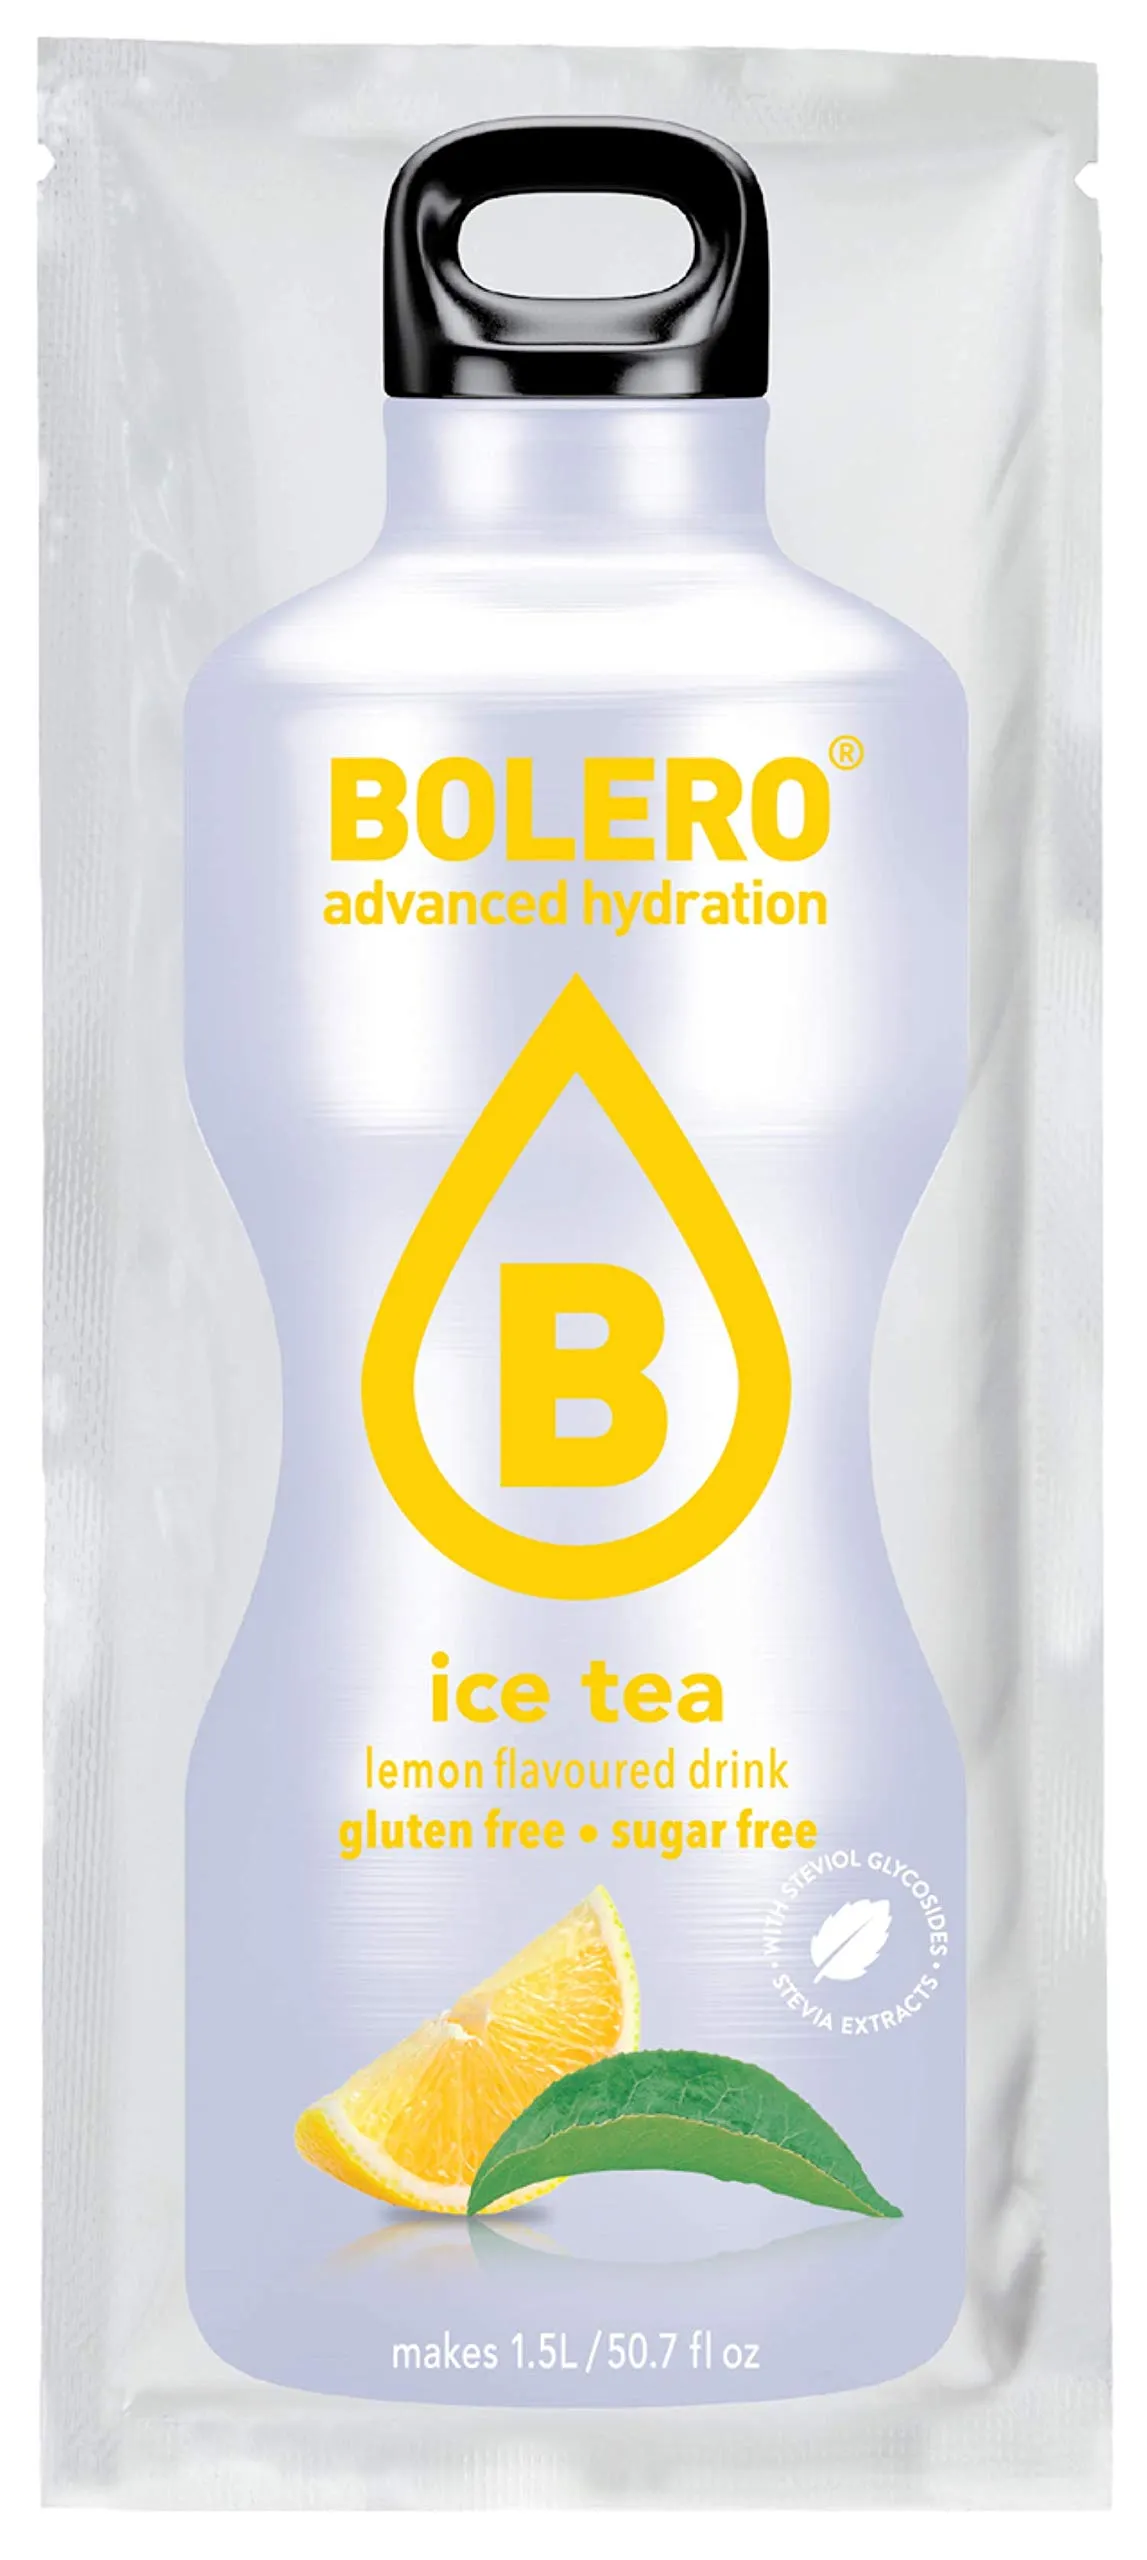 BOLERO®
advanced hydration
B
ice tea
lemon flavoured drink
gluten free • sugar free
• WITH STEVIOL GLYCOSIDES •
STEVIA EXTRACTS
makes 1.5L / 50.7 fl oz